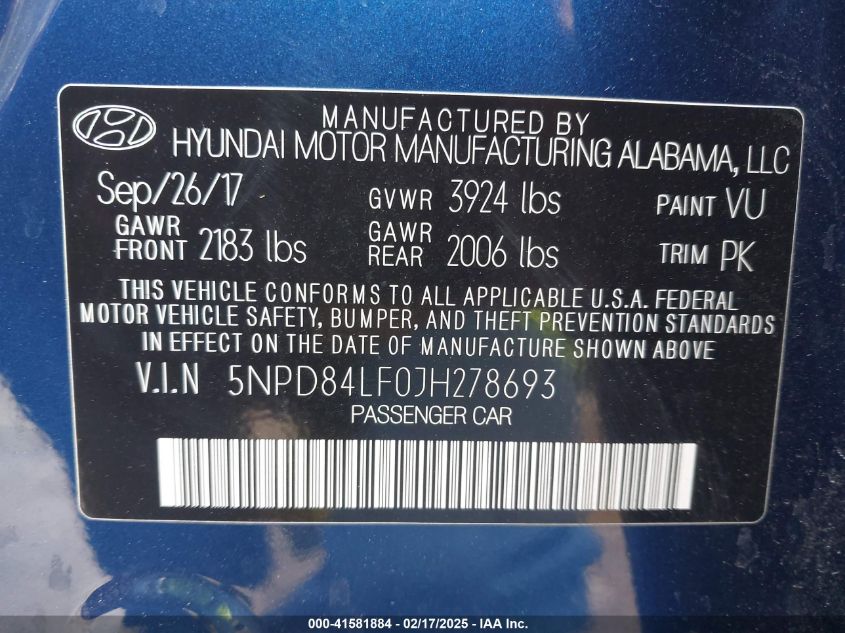 MANUFACTURED BY
HYUNDAI MOTOR MANUFACTURING ALABAMA, LLC
Sep/26/17 GVWR 3924 lbs PAINT VU
GAWR FRONT 2183 lbs GAWR REAR 2006 lbs TRIM PK
THIS VEHICLE CONFORMS TO ALL APPLICABLE U.S.A. FEDERAL
MOTOR VEHICLE SAFETY, BUMPER, AND THEFT PREVENTION STANDARDS
IN EFFECT ON THE DATE OF MANUFACTURE SHOWN ABOVE
V.I.N 5NPD84LF0JH278693
PASSENGER CAR
000-41581884 - 02/17/2025 - IAA Inc.